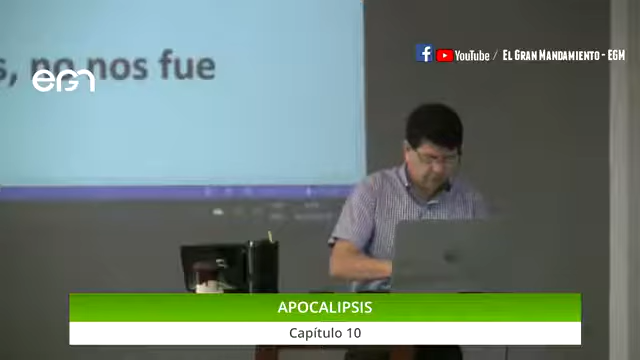 s, no nos fue
EGM
YouTube / El Gran Mandamiento - EGM
APOCALIPSIS
Capítulo 10